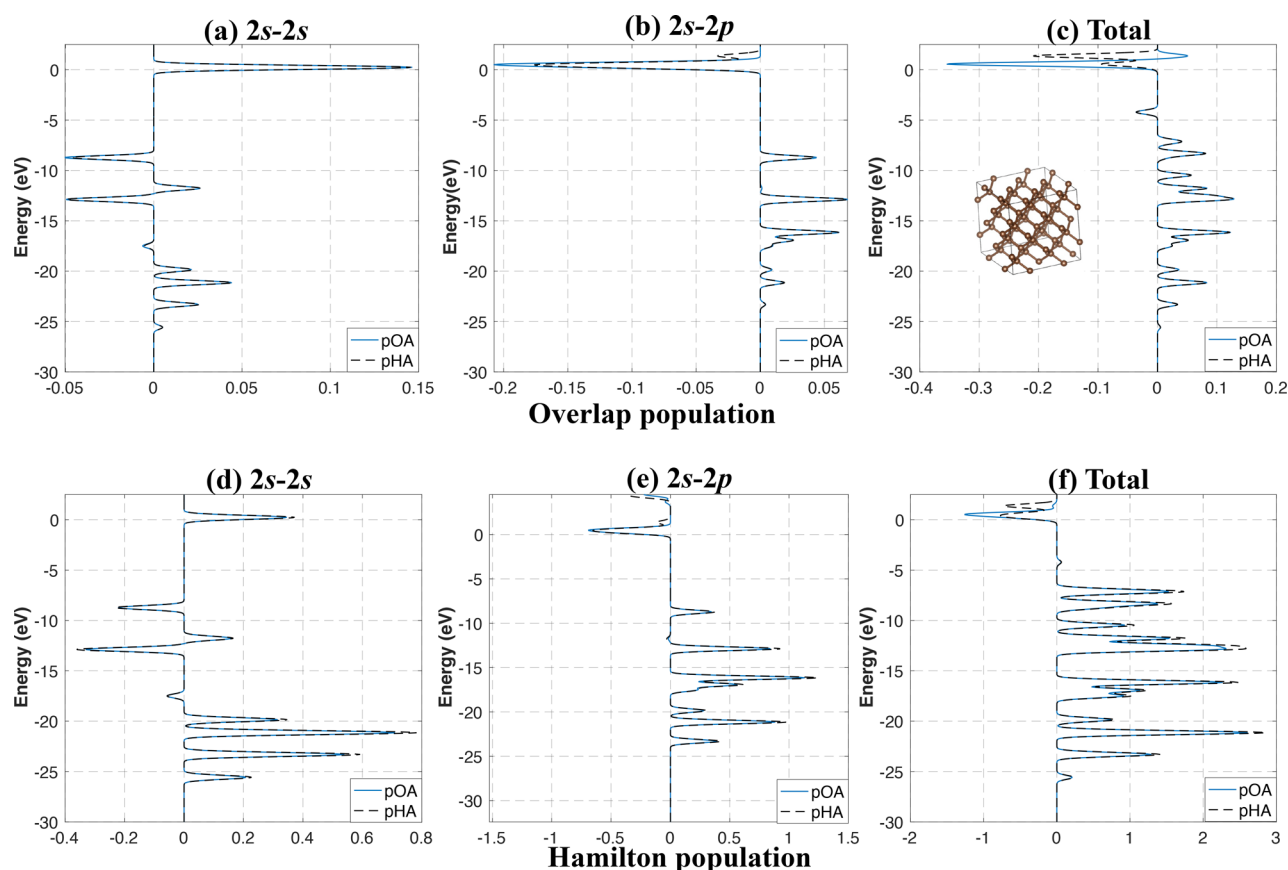 (a) 2s-2s
(b) 2s-2p
(c) Total
Energy(eV)
0
-5
-10
-15
-20
-25
-30
-0.05 0 0.05 0.1 0.15
pOA
pHA
Energy(eV)
0
-5
-10
-15
-20
-25
-30
-0.2 -0.15 -0.1 -0.05 0 0.05
pOA
pHA
Energy(eV)
0
-5
-10
-15
-20
-25
-30
-0.4 -0.3 -0.2 -0.1 0 0.1 0.2
pOA
pHA
Overlap population
(d) 2s-2s
(e) 2s-2p
(f) Total
Energy (eV)
0
-5
-10
-15
-20
-25
-30
-0.4 -0.2 0 0.2 0.4 0.6 0.8
pOA
pHA
Energy (eV)
0
-5
-10
-15
-20
-25
-30
-1.5 -1 -0.5 0 0.5 1 1.5
pOA
pHA
Energy (eV)
0
-5
-10
-15
-20
-25
-30
-2 -1 0 1 2 3
pOA
pHA
Hamilton population